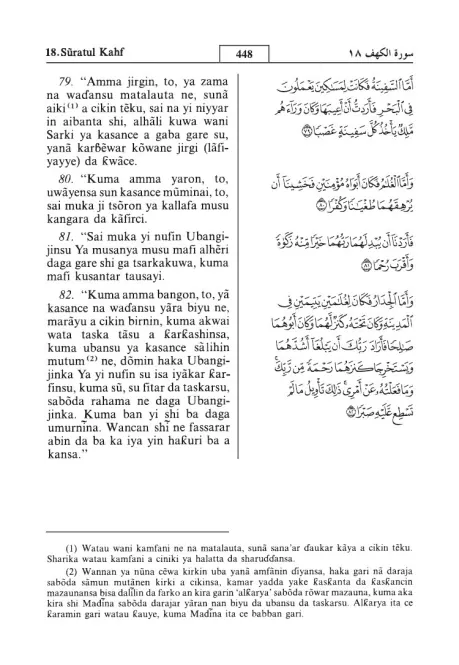 18. Sūratul Kahf
448
سورة الكهف ١٨
79. “Amma jirgin, to, ya zama
na waɗansu matalauta ne, sunā
aiki (1) a cikin tēku, sai na yi niyyar
in aibanta shi, alhāli kuwa wani
Sarki ya kasance a gaba gare su,
yanā karɓēwar kōwane jirgi (lāfi-
yayye) da ƙwāce.
80. “Kuma amma yaron, to,
uwāyensa sun kasance mūminai, to,
sai muka ji tsōron ya kallafa musu
kangara da kāfirci.
81. “Sai muka yi nufin Ubangi-
jinsu Ya musanya musu mafi alhēri
daga gare shi ga tsarkakuwa, kuma
mafi kusantar tausayi.
82. “Kuma amma bangon, to, yā
kasance na waɗansu yāra biyu ne,
marāyu a cikin birnin, kuma akwai
wata taska tāsu a ƙarƙashinsa,
kuma ubansu ya kasance sālihin
mutum (2) ne, dōmin haka Ubangi-
jinka Ya yi nufin su isa iyākar ƙar-
finsu, kuma sū, su fitar da taskarsu,
sabōda rahama ne daga Ubangi-
jinka. Kuma ban yi shi ba daga
umurnīna. Wancan shī ne fassarar
abin da ba ka iya yin haƙuri ba a
kansa.”
أَمَّا ٱلسَّفِينَةُ فَكَانَتْ لِمَسَٰكِينَ يَعْمَلُونَ
فِى ٱلْبَحْرِ فَأَرَدتُّ أَنْ أَعِيبَهَا وَكَانَ وَرَآءَهُم
مَّلِكٌ يَأْخُذُ كُلَّ سَفِينَةٍ غَصْبًا ٧٩
وَأَمَّا ٱلْغُلَٰمُ فَكَانَ أَبَوَاهُ مُؤْمِنَيْنِ فَخَشِينَآ أَن
يُرْهِقَهُمَا طُغْيَٰنًا وَكُفْرًا ٨٠
فَأَرَدْنَآ أَن يُبْدِلَهُمَا رَبُّهُمَا خَيْرًا مِّنْهُ زَكَوٰةً
وَأَقْرَبَ رُحْمًا ٨١
وَأَمَّا ٱلْجِدَارُ فَكَانَ لِغُلَٰمَيْنِ يَتِيمَيْنِ فِى
ٱلْمَدِينَةِ وَكَانَ تَحْتَهُۥ كَنزٌ لَّهُمَا وَكَانَ أَبُوهُمَا
صَٰلِحًا فَأَرَادَ رَبُّكَ أَن يَبْلُغَآ أَشُدَّهُمَا
وَيَسْتَخْرِجَا كَنزَهُمَا رَحْمَةً مِّن رَّبِّكَ
وَمَا فَعَلْتُهُۥ عَنْ أَمْرِى ذَٰلِكَ تَأْوِيلُ مَا لَمْ
تَسْطِع عَّلَيْهِ صَبْرًا ٨٢
(1) Watau wani kamfani ne na matalauta, sunā sana’ar ɗaukar kāya a cikin tēku.
Sharika watau kamfani a ciniki ya halatta da sharuɗɗansa.
(2) Wannan ya nūna cēwa kirkin uba yanā amfānin ɗiyansa, haka gari nā daraja
sabōda sāmun mutānen kirki a cikinsa, kamar yadda yake ƙasƙanta da ƙasƙancin
mazaunansa bisa dalīlin da farko an kira garin ‘alƙarya’ sabōda rōwar mazauna, kuma aka
kira shi Madīna sabōda darajar yāran nan biyu da ubansu da taskarsu. Alƙarya ita ce
ƙaramin gari watau ƙauye, kuma Madīna ita ce babban gari.